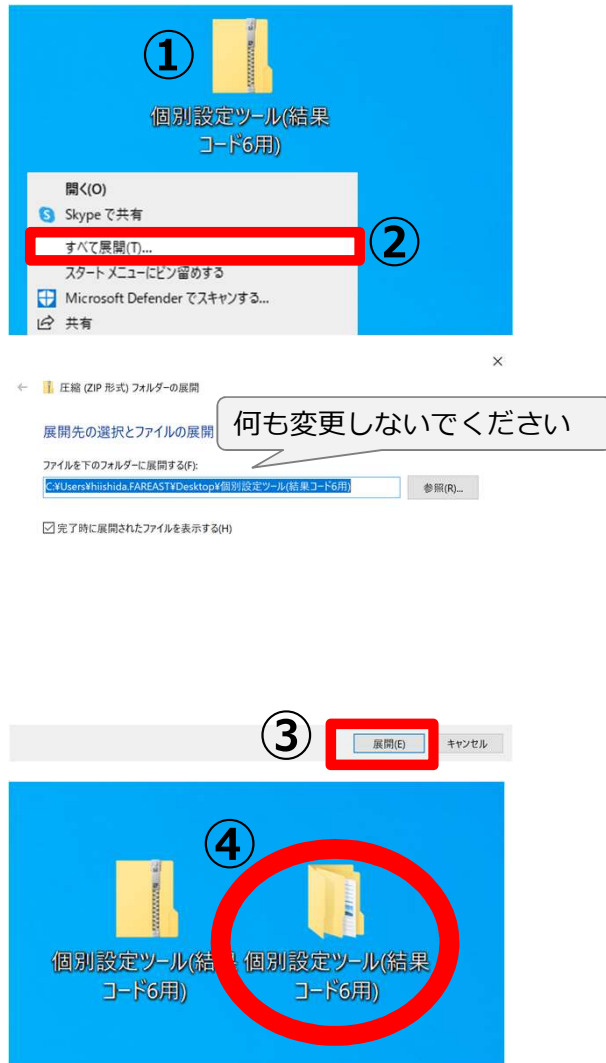 ①
個別設定ツール(結果
コード6用)
開く(O)
Skype で共有
すべて展開(T)...
②
スタート メニューにピン留めする
Microsoft Defender でスキャンする...
共有
圧縮 (ZIP 形式) フォルダーの展開
何も変更しないでください
展開先の選択とファイルの展開
ファイルを下のフォルダーに展開する(F):
C:¥Users¥hiishida.FAREAST¥Desktop¥個別設定ツール(結果コード6用)
参照(R)...
完了時に展開されたファイルを表示する(H)
③
展開(E)
キャンセル
④
個別設定ツール(結果
コード6用)
個別設定ツール(結果
コード6用)